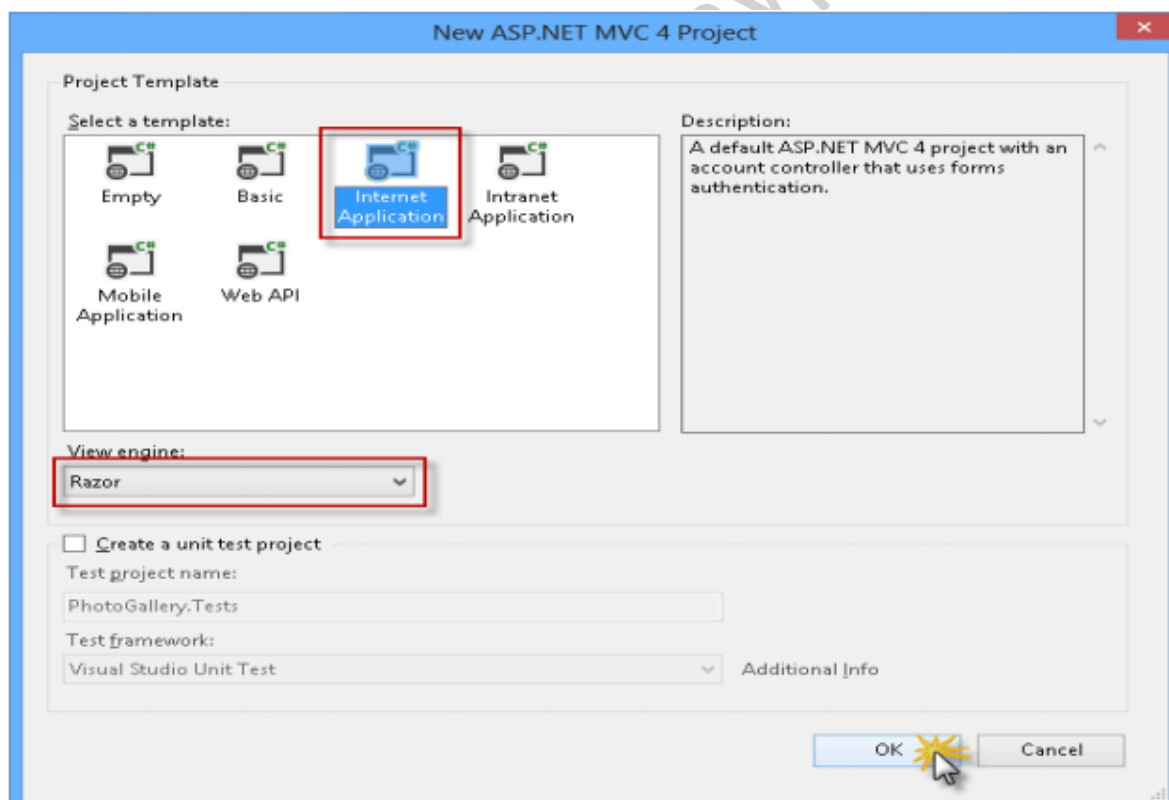 New ASP.NET MVC 4 Project
Project Template
Select a template:
C# C# C# C#
Empty Basic Internet Application Intranet Application
C# C#
Mobile Application Web API
Description:
A default ASP.NET MVC 4 project with an
account controller that uses forms
authentication.
View engine:
Razor
Create a unit test project
Test project name:
PhotoGallery.Tests
Test framework:
Visual Studio Unit Test
Additional Info
OK Cancel